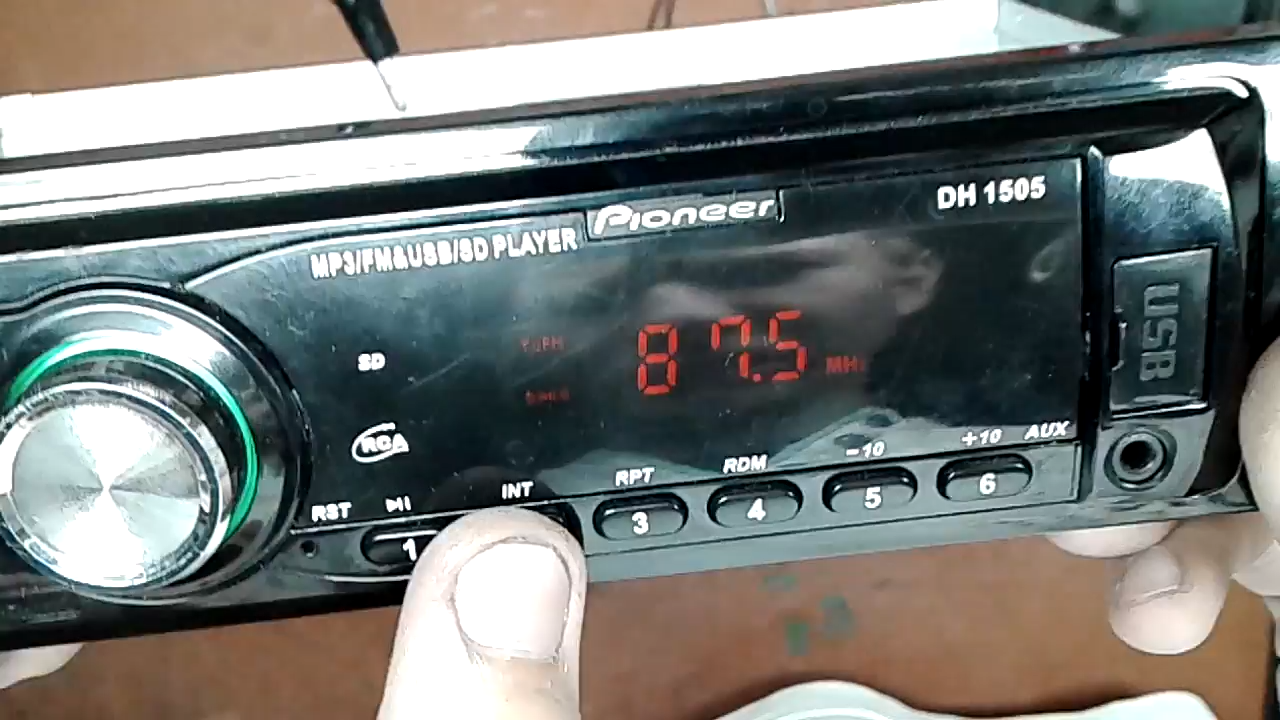 Pioneer
DH 1505
MP3/FM&USB/SD PLAYER
SD
87.5
RCA
USB
RST
INT
RPT
RDM
-10
+10
AUX
1
3
4
5
6